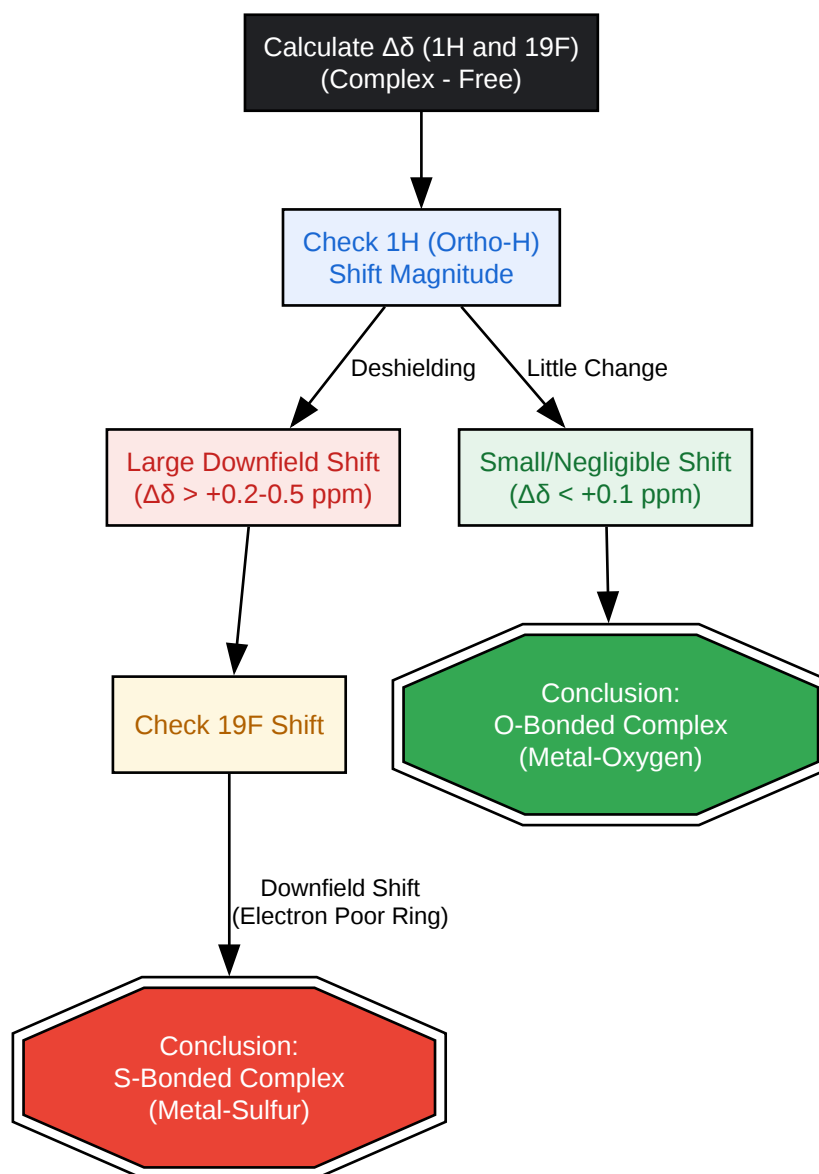 Calculate Δδ (1H and 19F)
(Complex - Free)
Check 1H (Ortho-H)
Shift Magnitude
Deshielding
Little Change
Large Downfield Shift
(Δδ > +0.2-0.5 ppm)
Small/Negligible Shift
(Δδ < +0.1 ppm)
Check 19F Shift
Conclusion:
O-Bonded Complex
(Metal-Oxygen)
Downfield Shift
(Electron Poor Ring)
Conclusion:
S-Bonded Complex
(Metal-Sulfur)